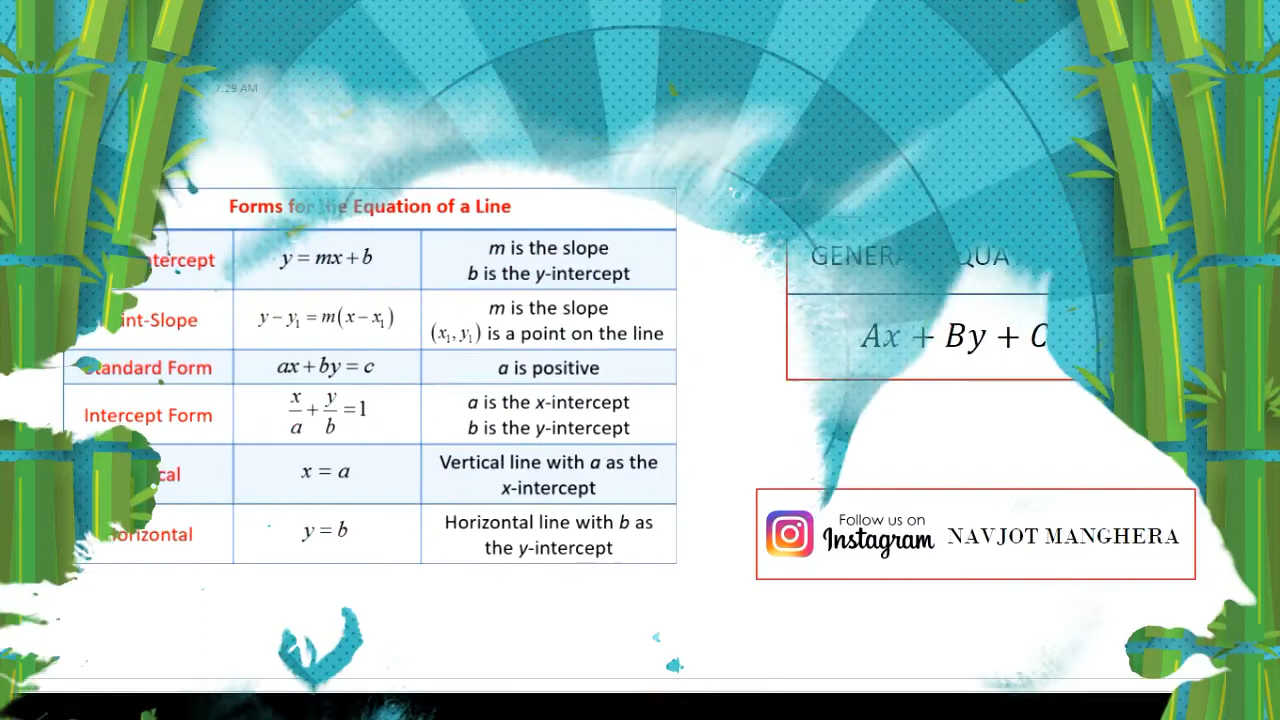 7:29 AM
Forms for the Equation of a Line
ntercept
y = mx + b
m is the slope
b is the y-intercept
int-Slope
y − y₁ = m(x − x₁)
m is the slope
(x₁, y₁) is a point on the line
Standard Form
ax + by = c
a is positive
Intercept Form
x/a + y/b = 1
a is the x-intercept
b is the y-intercept
cal
x = a
Vertical line with a as the
x-intercept
orizontal
y = b
Horizontal line with b as
the y-intercept
GENERA QUA
Ax + By + C
Follow us on
Instagram NAVJOT MANGHERA